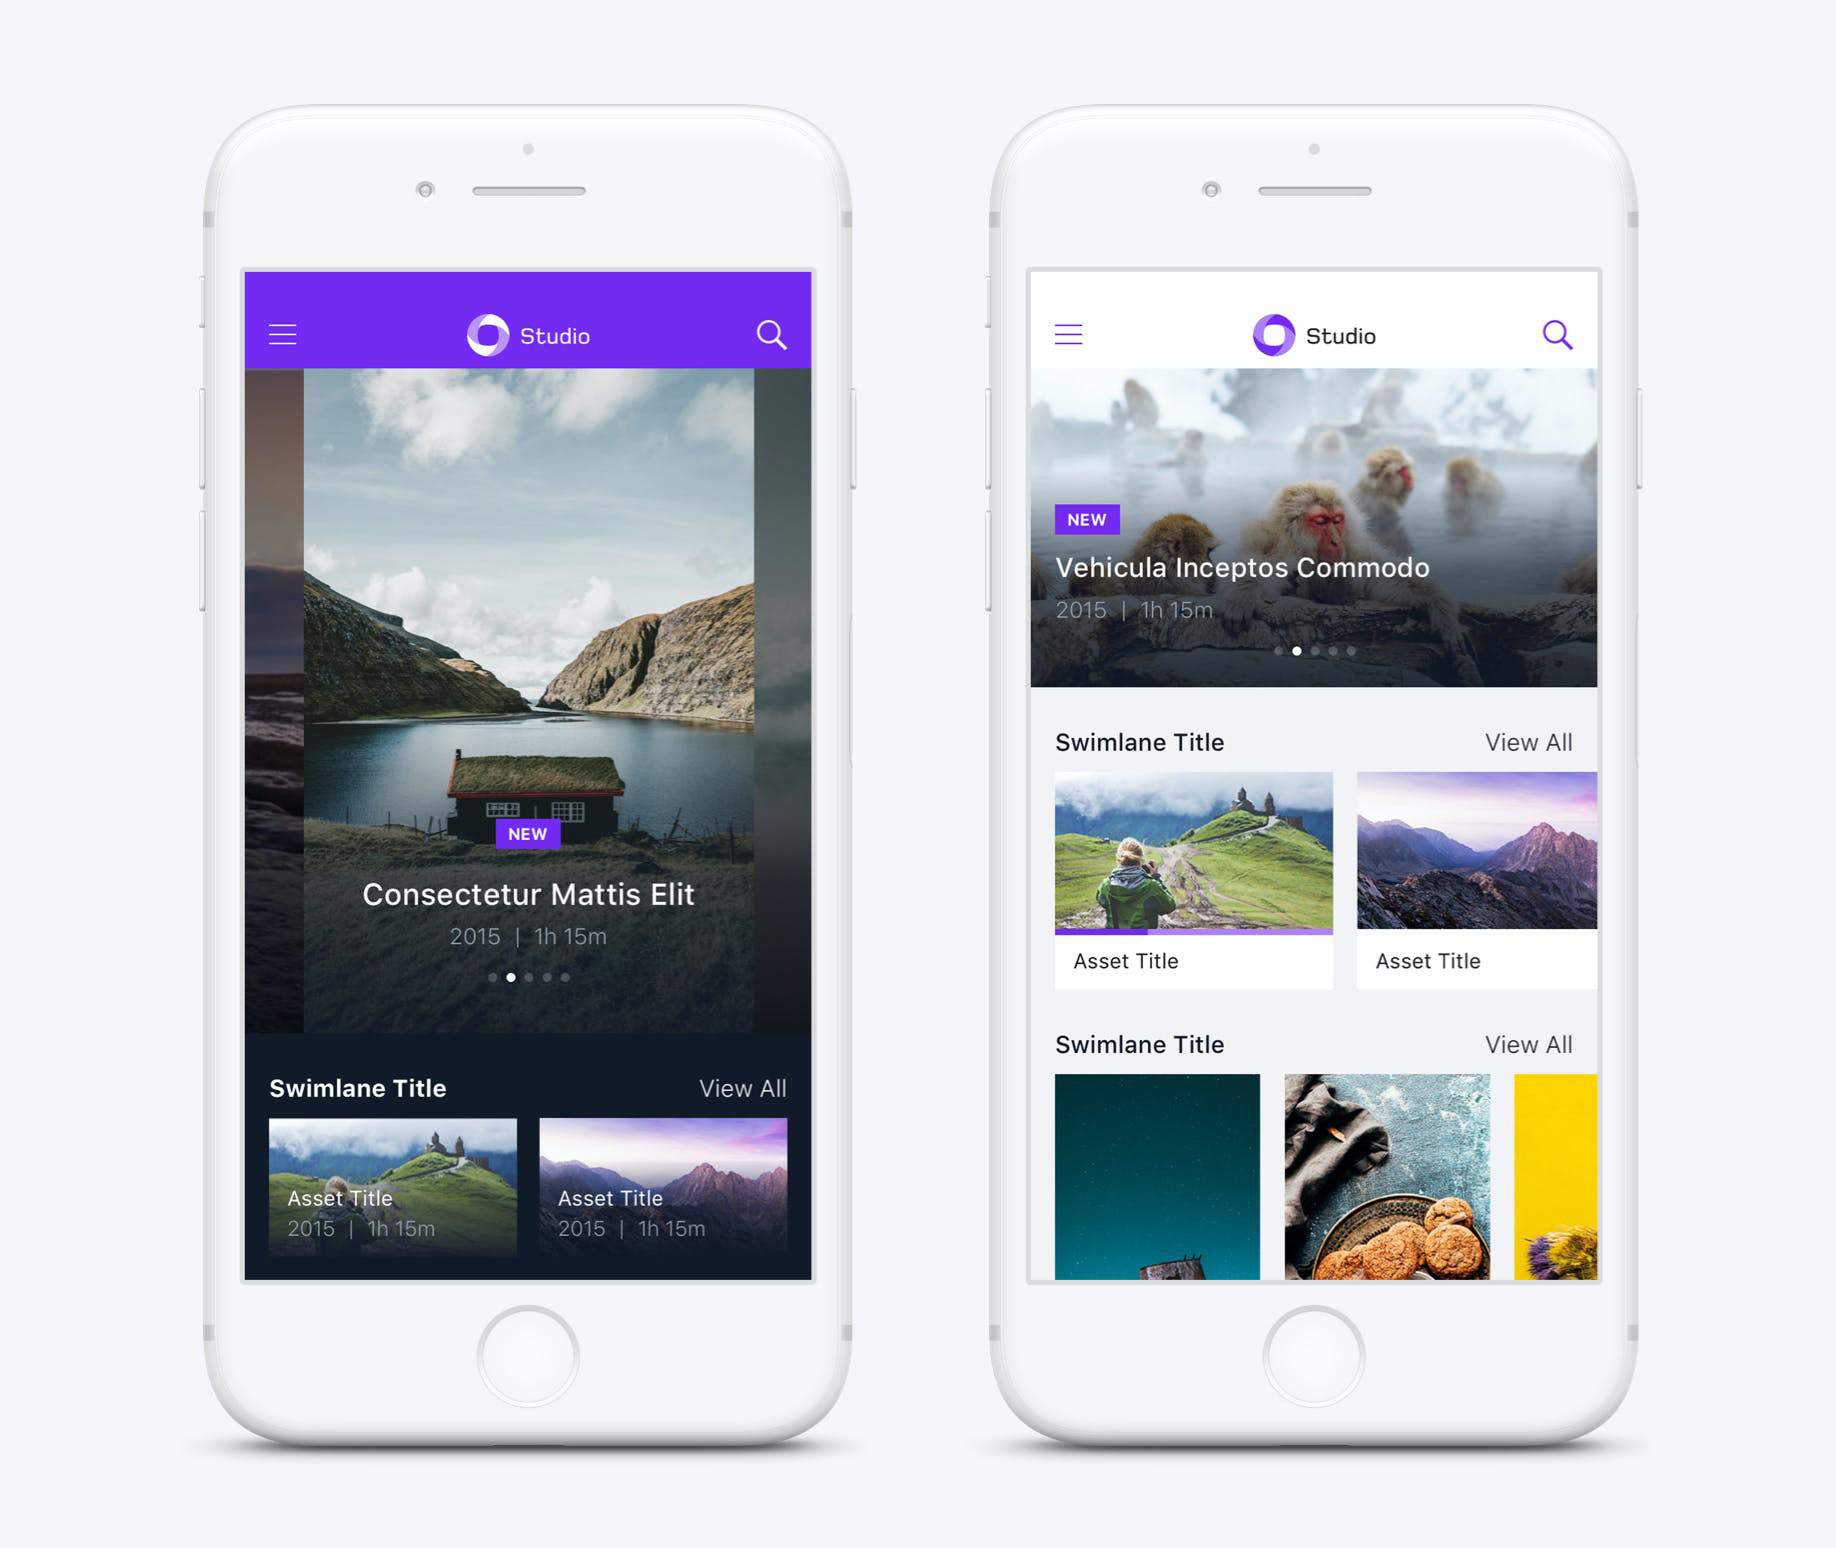 Studio
NEW
Consectetur Mattis Elit
2015 | 1h 15m
Swimlane Title View All
Asset Title
2015 | 1h 15m
Asset Title
2015 | 1h 15m
Studio
NEW
Vehicula Inceptos Commodo
2015 | 1h 15m
Swimlane Title View All
Asset Title
Asset Title
Swimlane Title View All